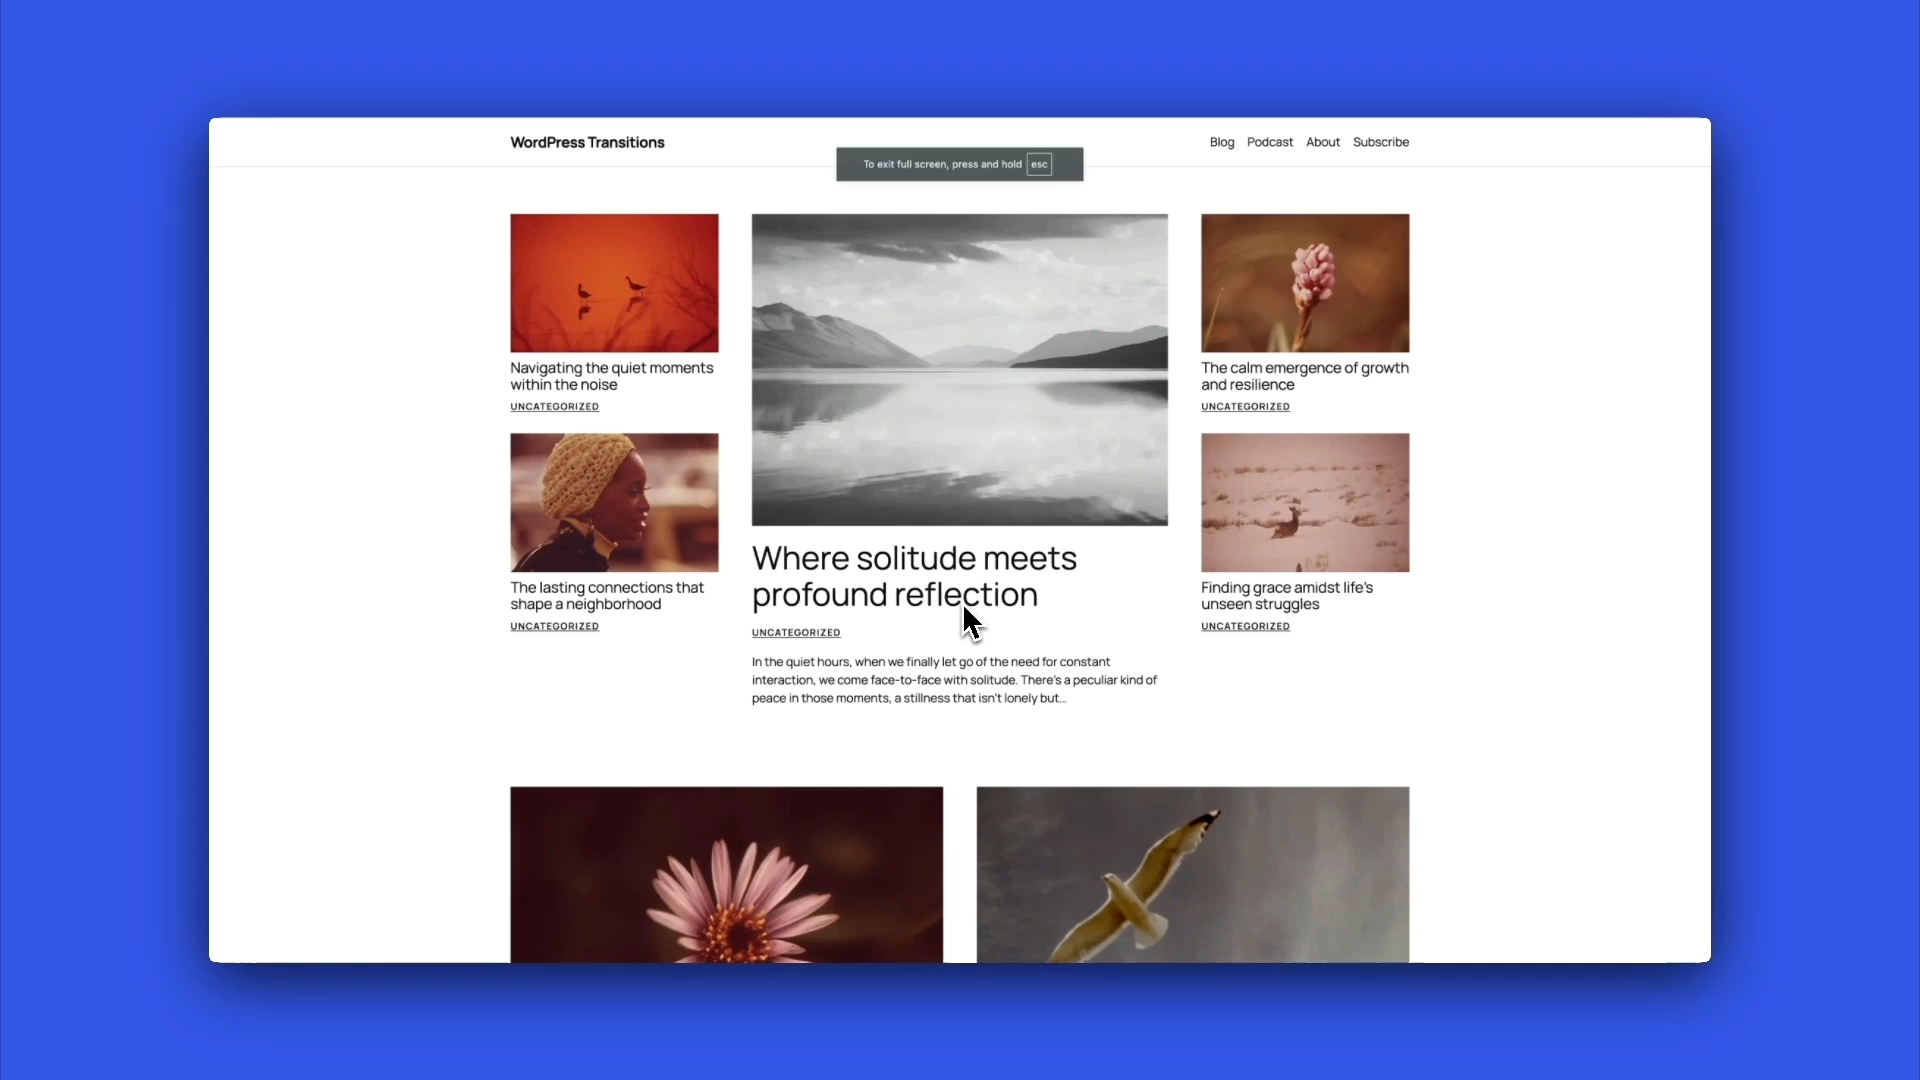 WordPress Transitions
Blog Podcast About Subscribe
To exit full screen, press and hold esc
Navigating the quiet moments
within the noise
UNCATEGORIZED
The lasting connections that
shape a neighborhood
UNCATEGORIZED
Where solitude meets
profound reflection
UNCATEGORIZED
In the quiet hours, when we finally let go of the need for constant
interaction, we come face-to-face with solitude. There's a peculiar kind of
peace in those moments, a stillness that isn't lonely but...
The calm emergence of growth
and resilience
UNCATEGORIZED
Finding grace amidst life's
unseen struggles
UNCATEGORIZED